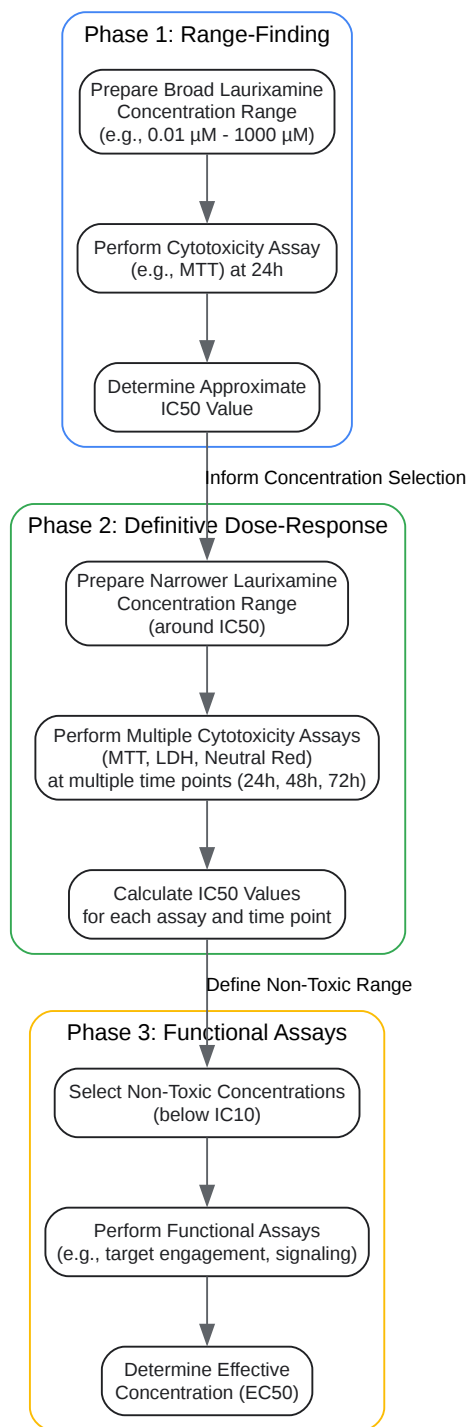 Phase 1: Range-Finding
Prepare Broad Laurixamine
Concentration Range
(e.g., 0.01 µM - 1000 µM)
Perform Cytotoxicity Assay
(e.g., MTT) at 24h
Determine Approximate
IC50 Value
Inform Concentration Selection
Phase 2: Definitive Dose-Response
Prepare Narrower Laurixamine
Concentration Range
(around IC50)
Perform Multiple Cytotoxicity Assays
(MTT, LDH, Neutral Red)
at multiple time points (24h, 48h, 72h)
Calculate IC50 Values
for each assay and time point
Define Non-Toxic Range
Phase 3: Functional Assays
Select Non-Toxic Concentrations
(below IC10)
Perform Functional Assays
(e.g., target engagement, signaling)
Determine Effective
Concentration (EC50)